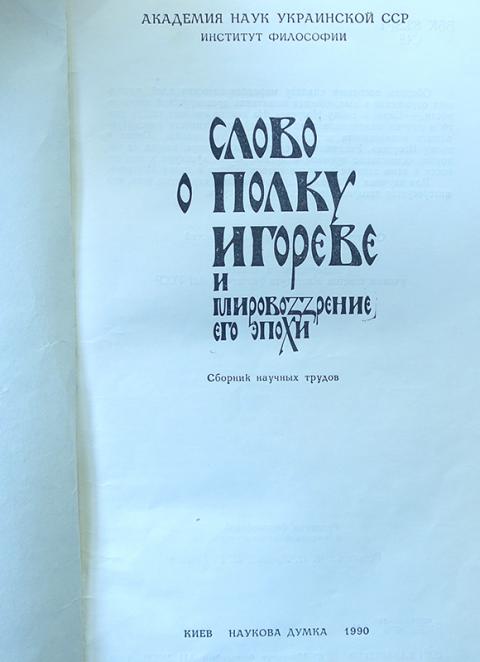 АКАДЕМИЯ НАУК УКРАИНСКОЙ ССР
ИНСТИТУТ ФИЛОСОФИИ
СЛОВО
О ПОЛКУ
ИГОРЕВЕ
И
МИРОВОЗЗРЕНИЕ
ЕГО ЭПОХИ
Сборник научных трудов
КИЕВ НАУКОВА ДУМКА 1990